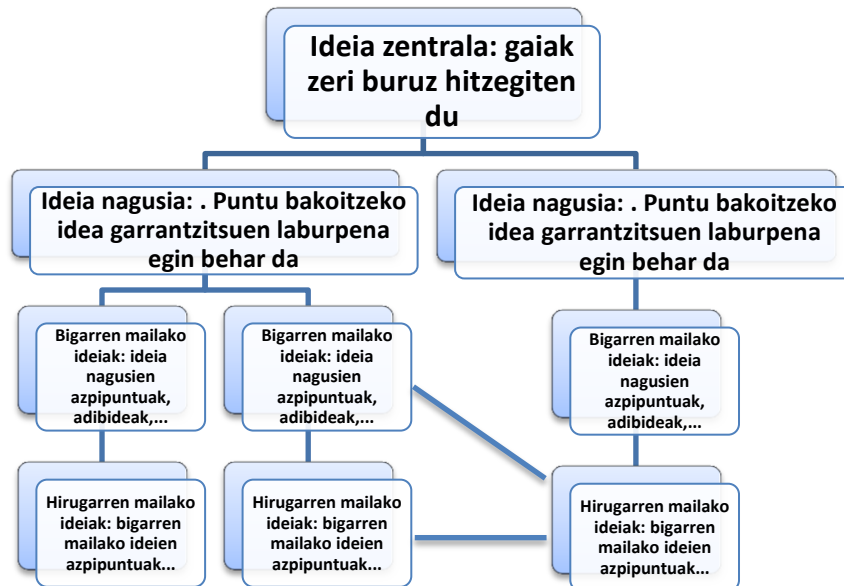 Ideia zentrala: gaiak
zeri buruz hitzegiten
du
Ideia nagusia: . Puntu bakoitzeko
idea garrantzitsuen laburpena
egin behar da
Ideia nagusia: . Puntu bakoitzeko
idea garrantzitsuen laburpena
egin behar da
Bigarren mailako
ideiak: ideia
nagusien
azpipuntuak,
adibideak,...
Bigarren mailako
ideiak: ideia
nagusien
azpipuntuak,
adibideak,...
Bigarren mailako
ideiak: ideia
nagusien
azpipuntuak,
adibideak,...
Hirugarren mailako
ideiak: bigarren
mailako ideien
azpipuntuak...
Hirugarren mailako
ideiak: bigarren
mailako ideien
azpipuntuak...
Hirugarren mailako
ideiak: bigarren
mailako ideien
azpipuntuak...